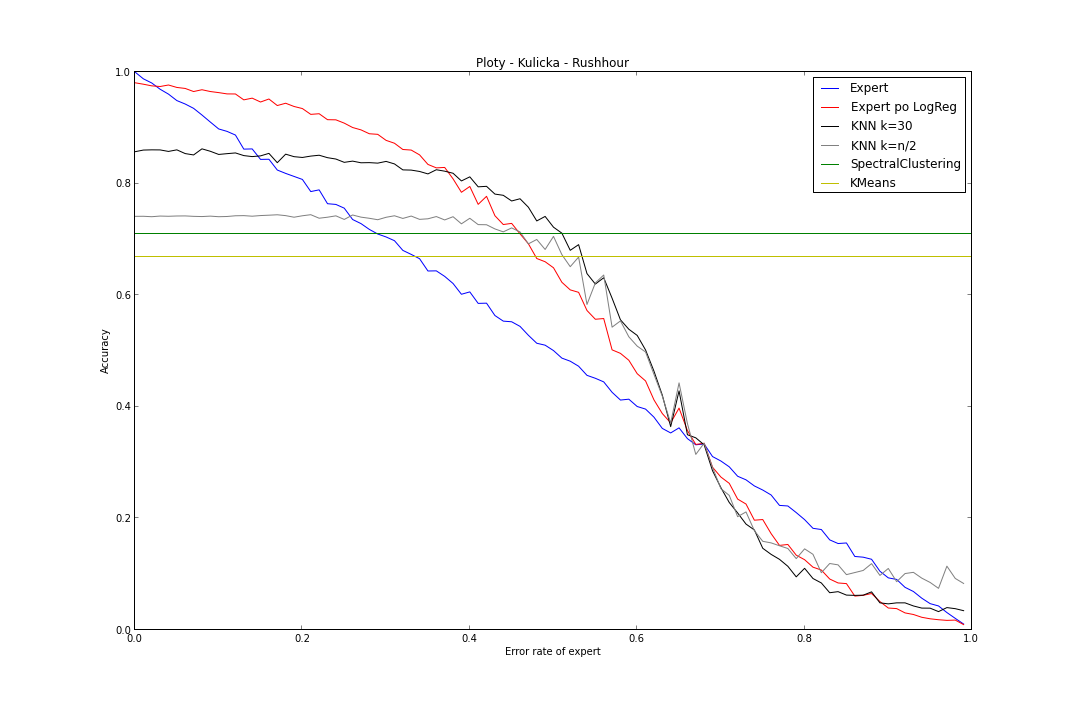 Ploty - Kulicka - Rushhour
Expert
Expert po LogReg
KNN k=30
KNN k=n/2
SpectralClustering
KMeans
1.0
0.8
0.6
0.4
0.2
0.0
Accuracy
0.0 0.2 0.4 0.6 0.8 1.0
Error rate of expert